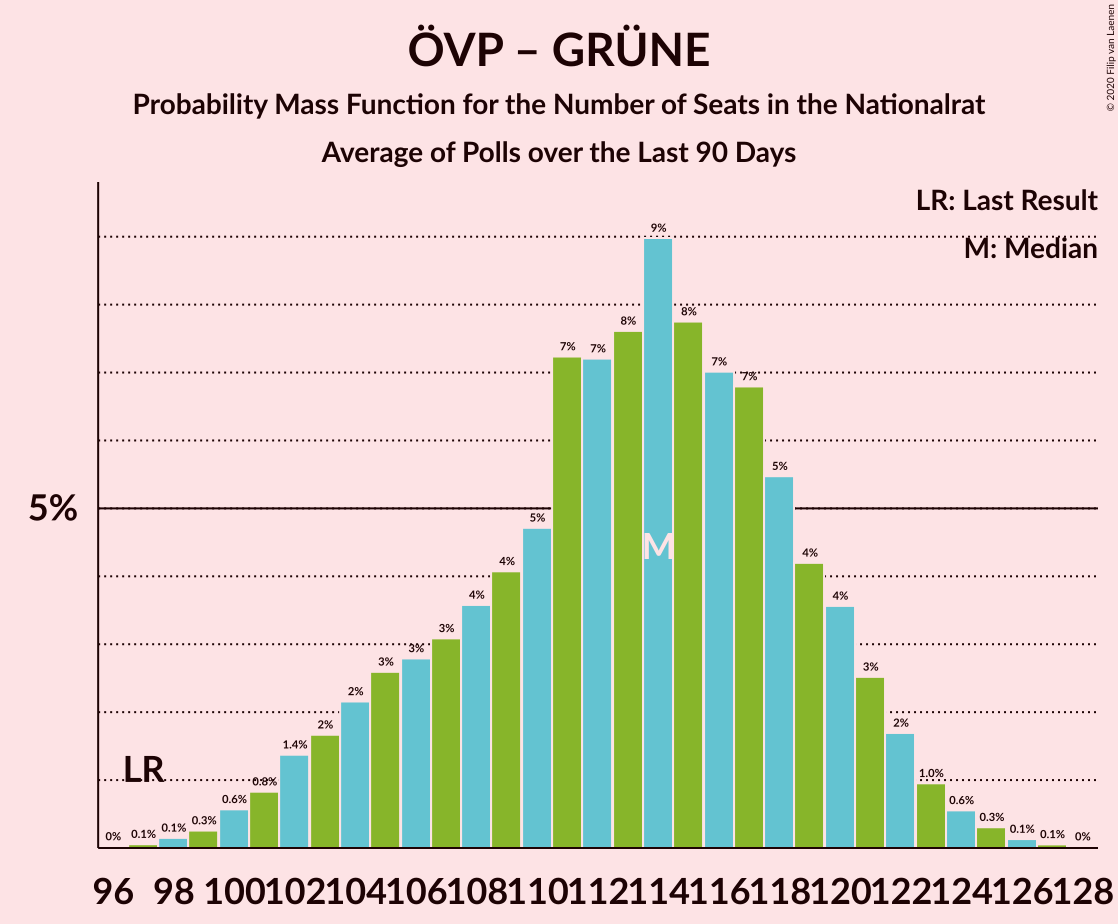 ÖVP – GRÜNE
Probability Mass Function for the Number of Seats in the Nationalrat
Average of Polls over the Last 90 Days
© 2020 Filip van Laenen
LR: Last Result
M: Median
5%
LR
M
0% 0.1% 0.1% 0.3% 0.6% 0.8% 1.4% 2% 2% 3% 3% 3% 4% 4% 5% 7% 7% 8% 9% 8% 7% 7% 5% 4% 4% 3% 2% 1.0% 0.6% 0.3% 0.1% 0.1% 0%
96 98 100 102 104 106 108 110 112 114 116 118 120 122 124 126 128